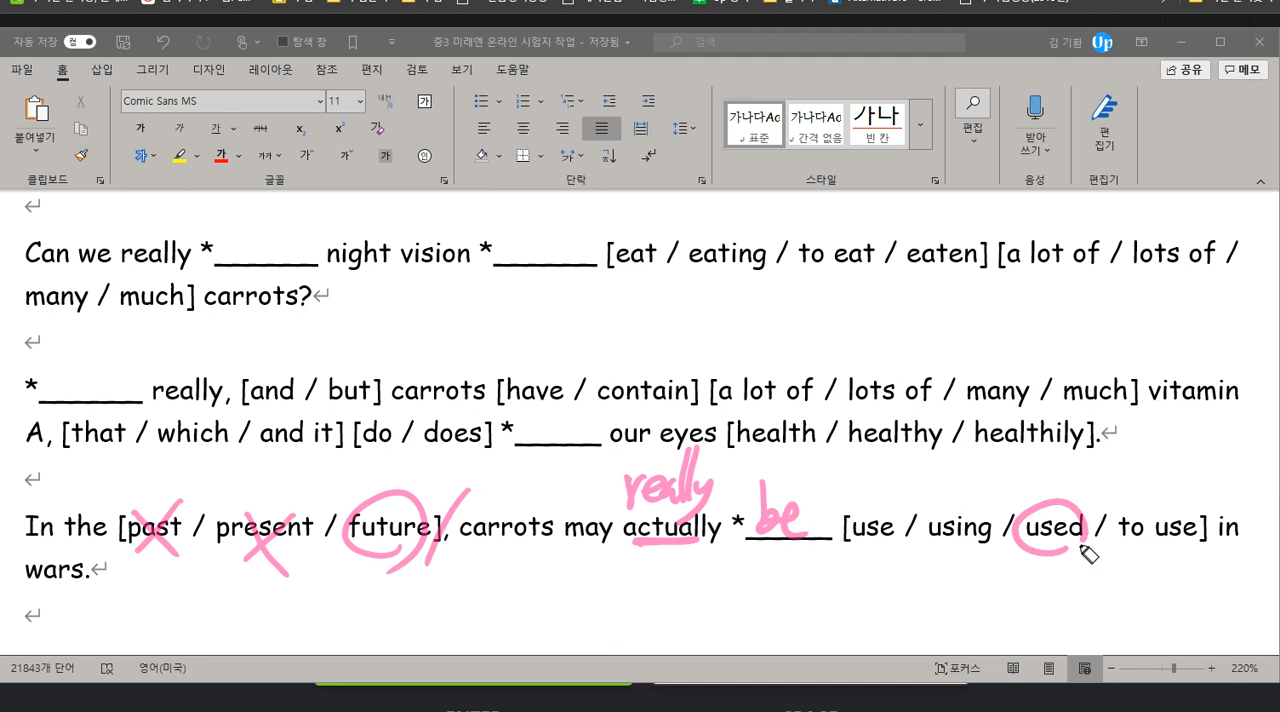 자동 저장 탐색 창 중3 미래엔 온라인 시험지 작업 - 저장됨 검색 김 기환 Up
파일 홈 삽입 그리기 디자인 레이아웃 참조 편지 검토 보기 도움말 공유 메모
Comic Sans MS 11
가나다Ac 가나다Ac 가나
붙여넣기 표준 간격 없음 빈 칸 편집 받아쓰기 편집기
클립보드 글꼴 단락 스타일 음성 편집기
Can we really *______ night vision *______ [eat / eating / to eat / eaten] [a lot of / lots of /
many / much] carrots?
*______ really, [and / but] carrots [have / contain] [a lot of / lots of / many / much] vitamin
A, [that / which / and it] [do / does] *_____ our eyes [health / healthy / healthily].
really
be
In the [past / present / future], carrots may actually *_____ [use / using / used / to use] in
wars.
21843개 단어 영어(미국) 포커스 220%